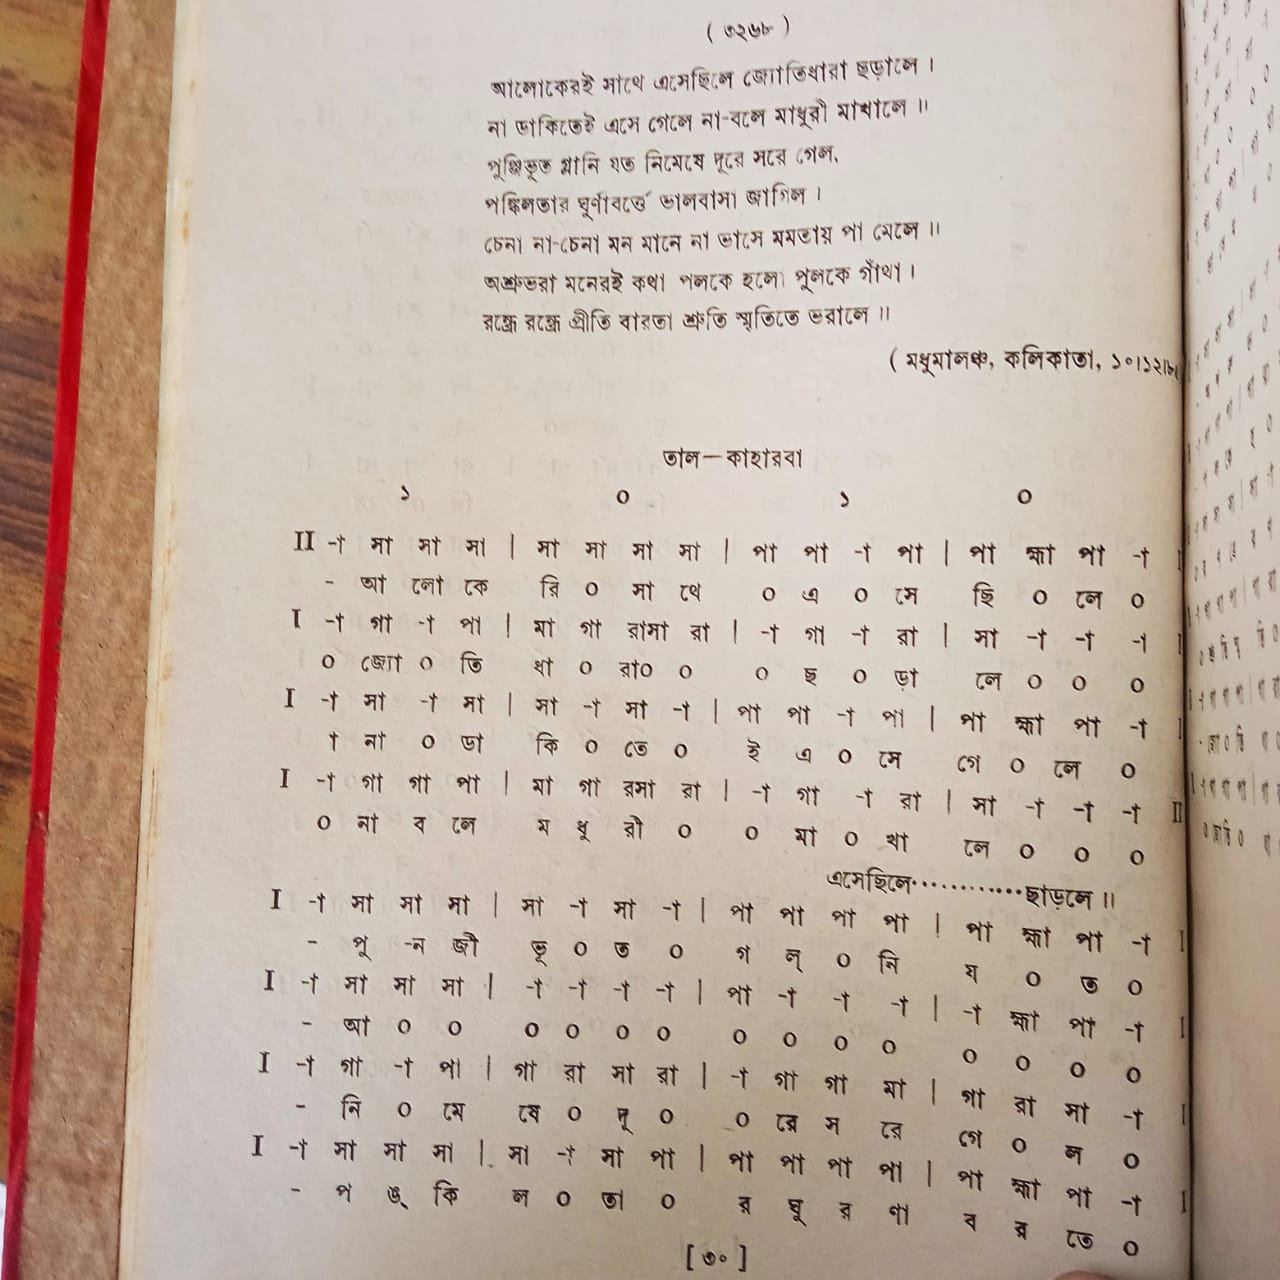 ( ৩২৬৮ )
আলোকেরই সাথে এসেছিলে জ্যোতিধারা ছড়ালে ।
না ডাকিতেই এসে গেলে না-বলে মাধুরী মাখালে ॥
পুঞ্জিভূত গ্লানি যত নিমেষে দূরে সরে গেল,
পঙ্কিলতার ঘূর্ণাবর্ত্তে ভালবাসা জাগিল ।
চেনা না-চেনা মন মানে না ভাসে মমতায় পা মেলে ॥
অশ্রুভরা মনেরই কথা পলকে হলো পুলকে গাঁথা ।
রন্ধ্রে রন্ধ্রে প্রীতি বারতা শ্রুতি স্মৃতিতে ভরালে ॥
( মধুমালঞ্চ, কলিকাতা, ১০।১২।৮
তাল — কাহারবা
১ ০ ১ ০
II -া সা সা সা | সা সা সা সা | পা পা -া পা | পা হ্মা পা -া I
- আ লো কে রি ০ সা থে ০ এ ০ সে ছি ০ লে ০
I -া গা -া পা | মা গা রাসা রা | -া গা -া রা | সা -া -া -া I
০ জ্যো ০ তি ধা ০ রা০ ০ ০ ছ ০ ড়া লে ০ ০ ০
I -া সা -া সা | সা -া সা -া | পা পা -া পা | পা হ্মা পা -া I
া না ০ ডা কি ০ তে ০ ই এ ০ সে গে ০ লে ০
I -া গা গা পা | মা গা রসা রা | -া গা -া রা | সা -া -া -া II
০ না ব লে ম ধু রী ০ ০ মা ০ খা লে ০ ০ ০
এসেছিলে············ছাড়লে ॥
I -া সা সা সা | সা -া সা -া | পা পা পা পা | পা হ্মা পা -া I
- পু -ন জী ভূ ০ ত ০ গ ল্ ০ নি য ০ ত ০
I -া সা সা সা | -া -া -া -া | পা -া -া -া | -া হ্মা পা -া I
- আ ০ ০ ০ ০ ০ ০ ০ ০ ০ ০ ০ ০ ০ ০
I -া গা -া পা | গা রা সা রা | -া গা গা মা | গা রা সা -া I
- নি ০ মে ষে ০ দূ ০ ০ রে স রে গে ০ ল ০
I -া সা সা সা | সা -া সা পা | পা পা পা পা | পা হ্মা পা -া I
- প ঙ্ কি ল ০ তা ০ র ঘূ র ণা ব র্ তে ০
[ ৩০ ]